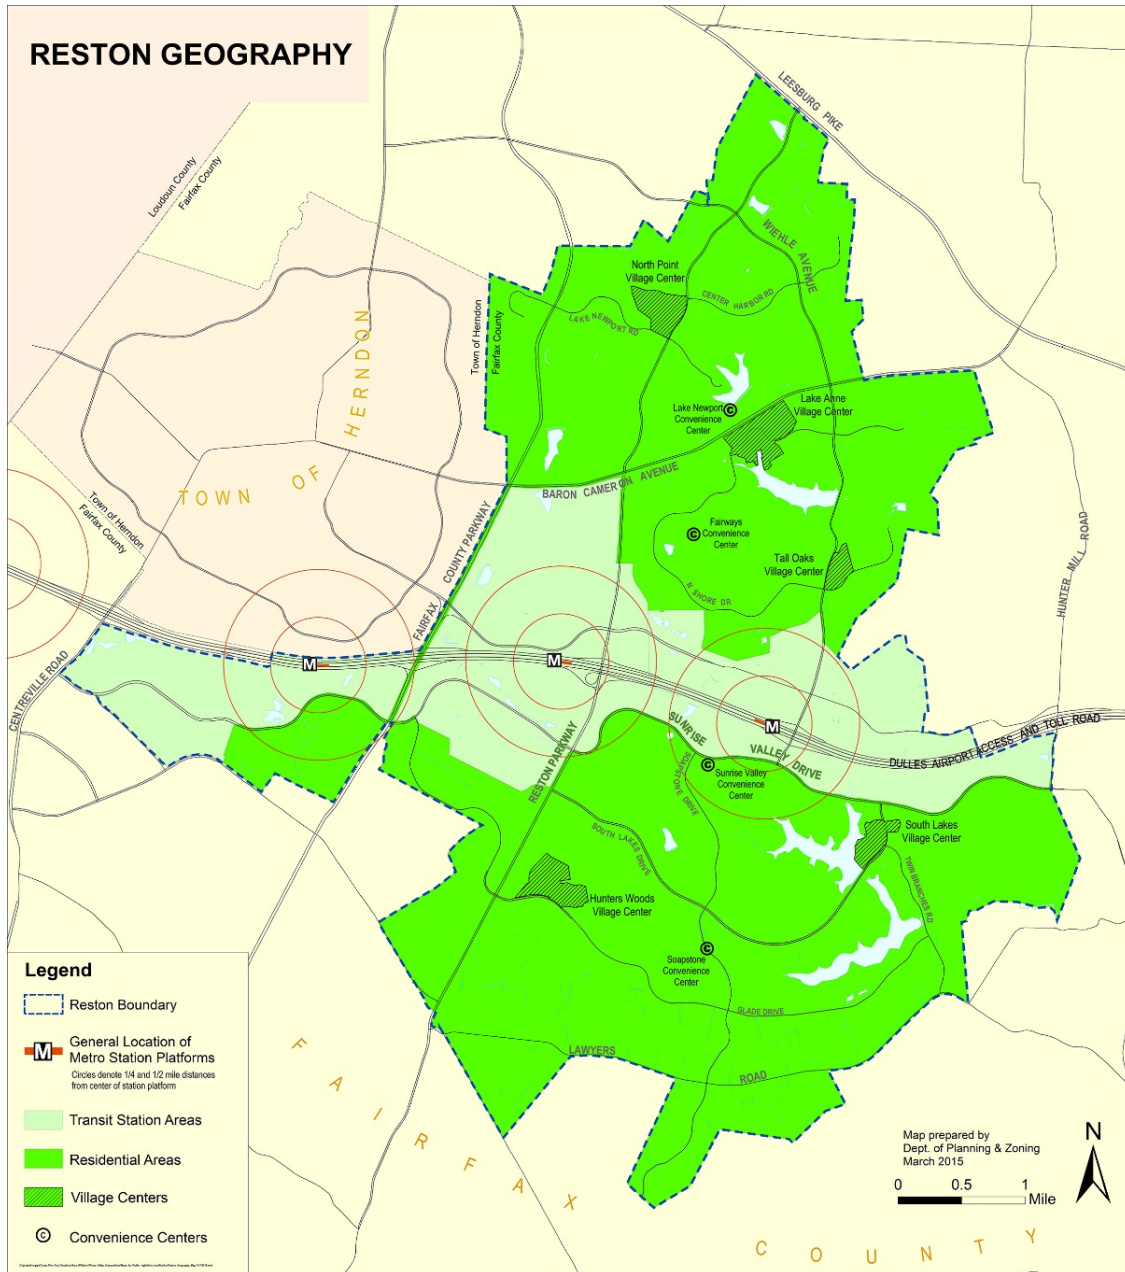 RESTON GEOGRAPHY
LEESBURG PIKE
Loudoun County
Fairfax County
WIEHLE AVENUE
North Point
Village Center
CENTER HARBOR RD
LAKE NEWPORT RD
Town of Herndon
Fairfax County
TOWN OF HERNDON
Lake Newport
Convenience
Center
C
Lake Anne
Village Center
BARON CAMERON AVENUE
Town of Herndon
Fairfax County
FAIRFAX COUNTY PARKWAY
C
Fairways
Convenience
Center
Tall Oaks
Village Center
N SHORE DR
HUNTER MILL ROAD
CENTREVILLE ROAD
M
M
M
SUNRISE VALLEY DRIVE
DULLES AIRPORT ACCESS AND TOLL ROAD
RESTON PARKWAY
SOAPSTONE DRIVE
C
Sunrise Valley
Convenience
Center
SOUTH LAKES DRIVE
South Lakes
Village Center
TWIN BRANCHES RD
Hunters Woods
Village Center
C
Soapstone
Convenience
Center
GLADE DRIVE
LAWYERS ROAD
FAIRFAX COUNTY
Legend
Reston Boundary
M
General Location of
Metro Station Platforms
Circles denote 1/4 and 1/2 mile distances
from center of station platform
Transit Station Areas
Residential Areas
Village Centers
C
Convenience Centers
Map prepared by
Dept. of Planning & Zoning
March 2015
0 0.5 1
Mile
N